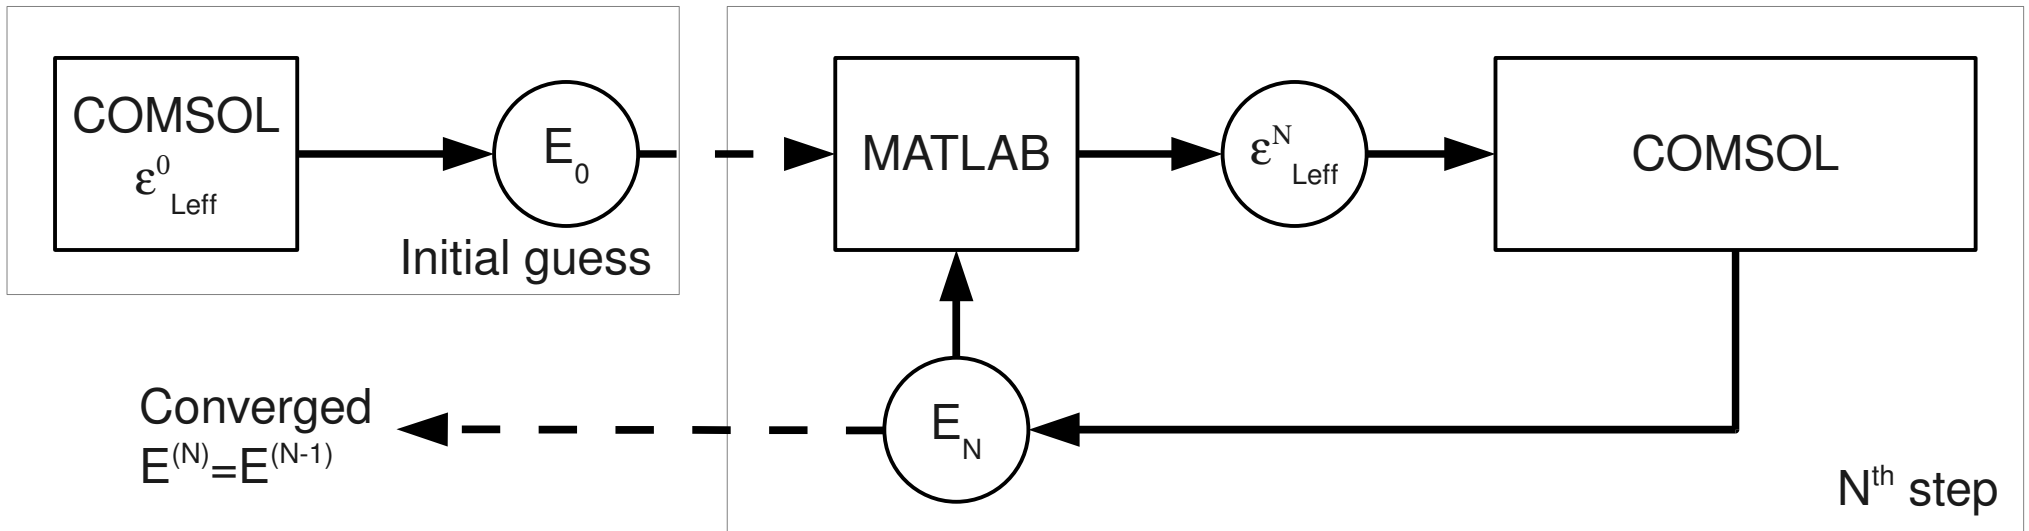 COMSOL
ε⁰Leff
E₀
Initial guess
MATLAB
εᴺLeff
COMSOL
Eₙ
Converged
E⁽ᴺ⁾=E⁽ᴺ⁻¹⁾
Nᵗʰ step